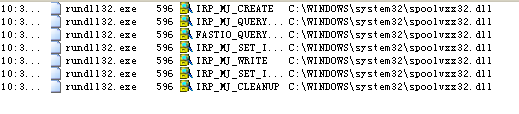 10:3... rundll32.exe 596 IRP_MJ_CREATE C:\WINDOWS\system32\spoolvxx32.dll
10:3... rundll32.exe 596 IRP_MJ_QUERY... C:\WINDOWS\system32\spoolvxx32.dll
10:3... rundll32.exe 596 FASTIO_QUERY... C:\WINDOWS\system32\spoolvxx32.dll
10:3... rundll32.exe 596 IRP_MJ_SET_I... C:\WINDOWS\system32\spoolvxx32.dll
10:3... rundll32.exe 596 IRP_MJ_WRITE C:\WINDOWS\system32\spoolvxx32.dll
10:3... rundll32.exe 596 IRP_MJ_SET_I... C:\WINDOWS\system32\spoolvxx32.dll
10:3... rundll32.exe 596 IRP_MJ_CLEANUP C:\WINDOWS\system32\spoolvxx32.dll